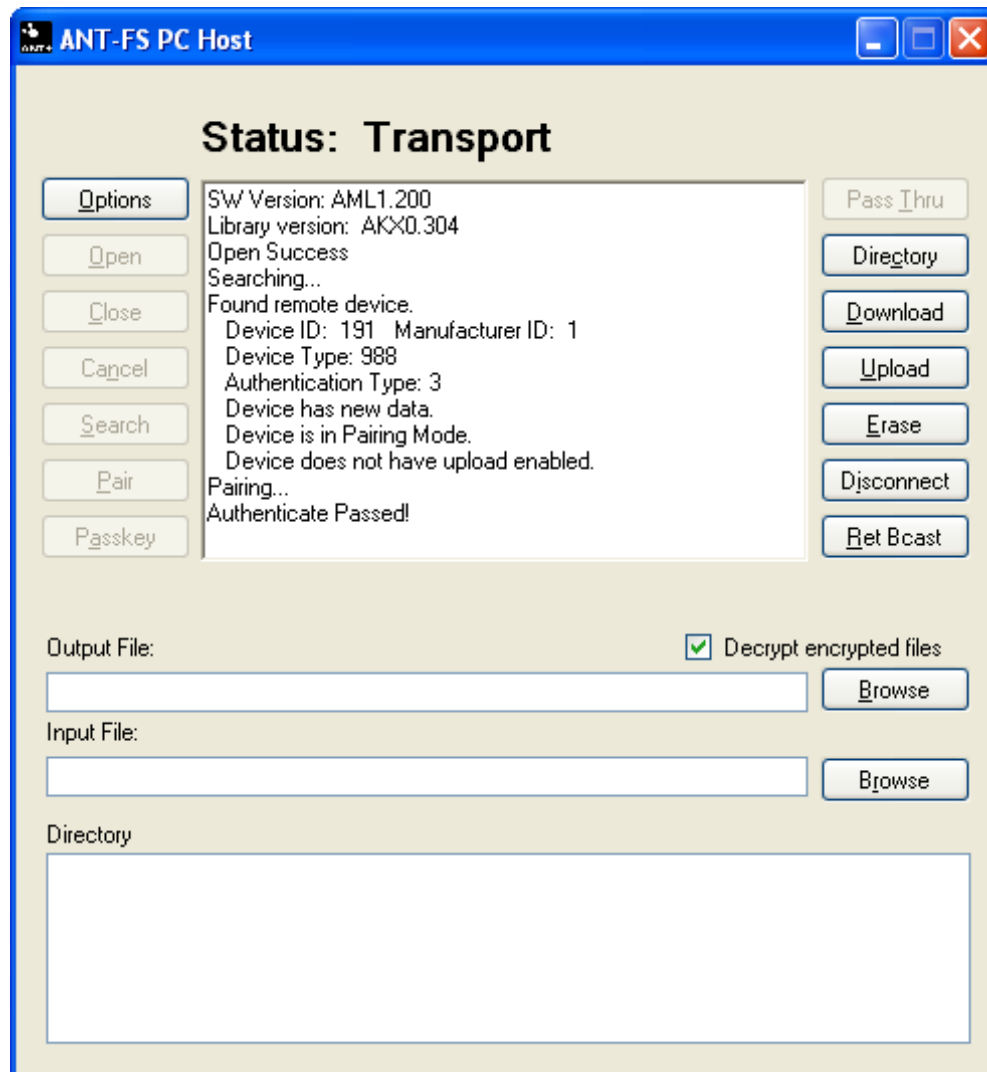 ANT+
ANT-FS PC Host
Status:  Transport
Options
Open
Close
Cancel
Search
Pair
Passkey
SW Version: AML1.200
Library version:  AKX0.304
Open Success
Searching...
Found remote device.
Device ID:  191   Manufacturer ID:  1
Device Type: 988
Authentication Type: 3
Device has new data.
Device is in Pairing Mode.
Device does not have upload enabled.
Pairing...
Authenticate Passed!
Pass Thru
Directory
Download
Upload
Erase
Disconnect
Ret Bcast
Output File:
Decrypt encrypted files
Browse
Input File:
Browse
Directory